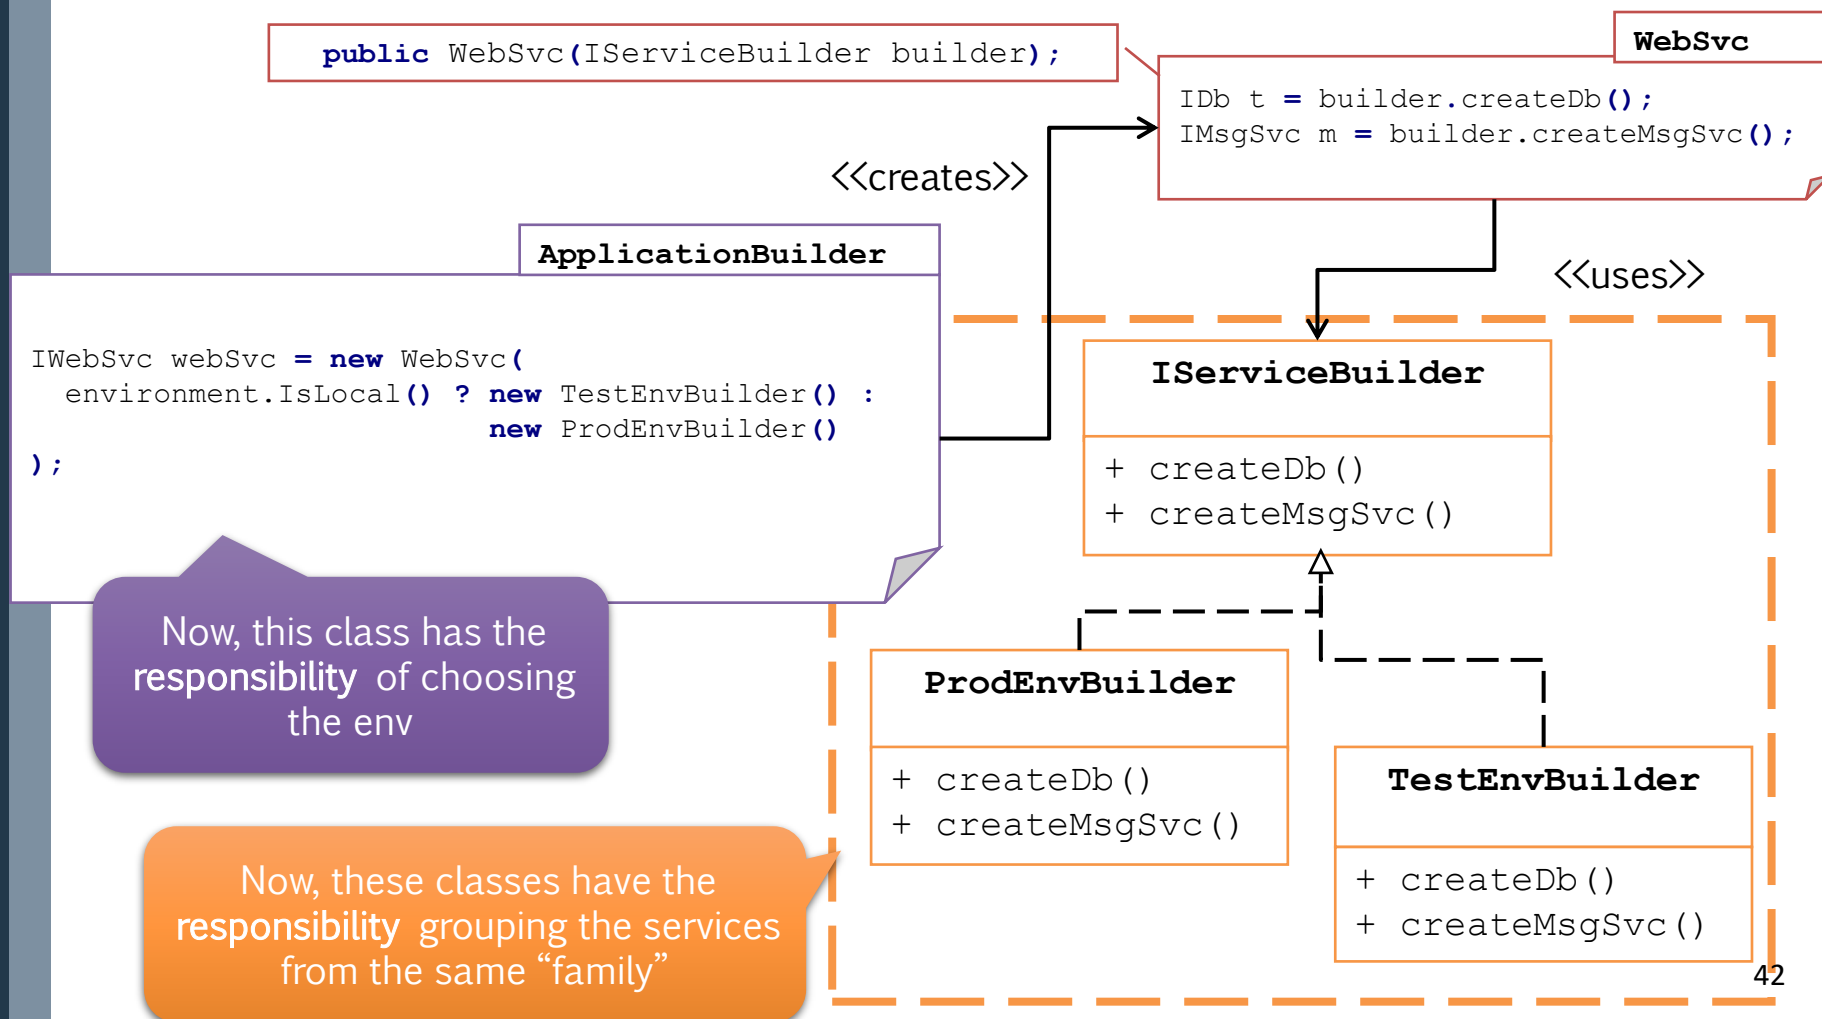 public WebSvc(IServiceBuilder builder);
WebSvc
IDb t = builder.createDb();
IMsgSvc m = builder.createMsgSvc();
<<creates>>
<<uses>>
ApplicationBuilder
IWebSvc webSvc = new WebSvc(
environment.IsLocal() ? new TestEnvBuilder() :
new ProdEnvBuilder()
);
Now, this class has the
responsibility of choosing
the env
IServiceBuilder
+ createDb()
+ createMsgSvc()
ProdEnvBuilder
+ createDb()
+ createMsgSvc()
TestEnvBuilder
+ createDb()
+ createMsgSvc()
Now, these classes have the
responsibility grouping the services
from the same “family”
42